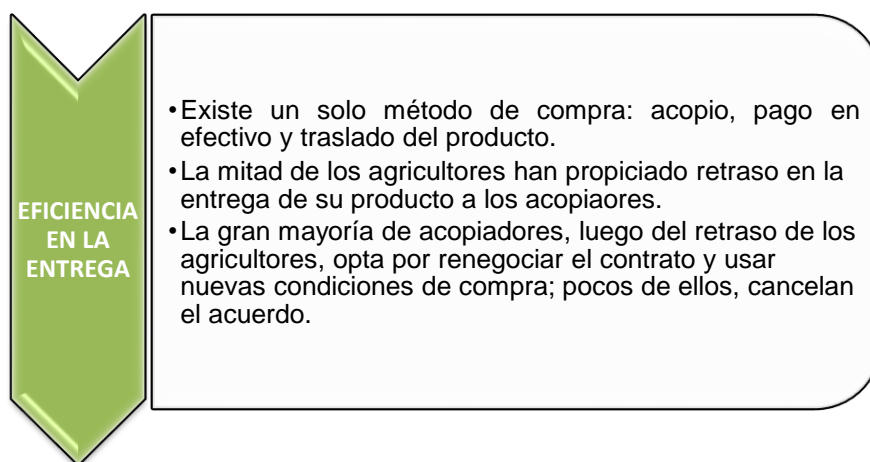 EFICIENCIA
EN LA
ENTREGA
•Existe un solo método de compra: acopio, pago en
efectivo y traslado del producto.
•La mitad de los agricultores han propiciado retraso en la
entrega de su producto a los acopiaores.
•La gran mayoría de acopiadores, luego del retraso de los
agricultores, opta por renegociar el contrato y usar
nuevas condiciones de compra; pocos de ellos, cancelan
el acuerdo.